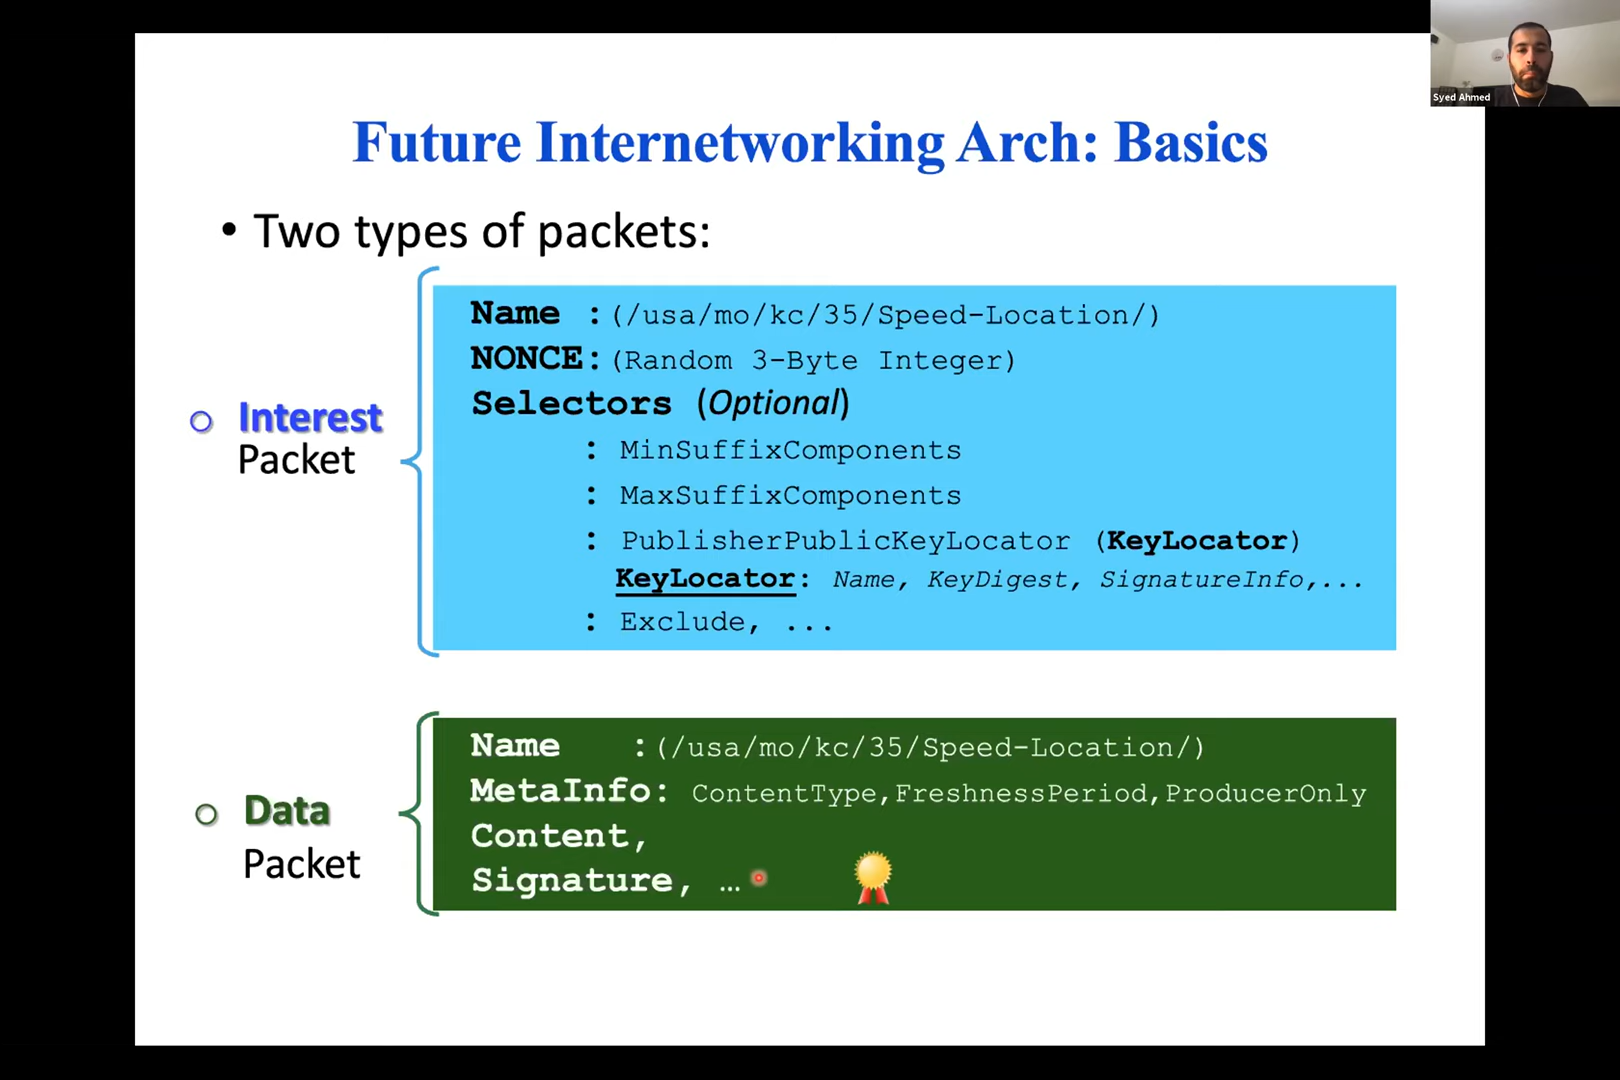 Syed Ahmed
Future Internetworking Arch: Basics
• Two types of packets:
Interest
Packet
Name :(/usa/mo/kc/35/Speed-Location/)
NONCE:(Random 3-Byte Integer)
Selectors (Optional)
: MinSuffixComponents
: MaxSuffixComponents
: PublisherPublicKeyLocator (KeyLocator)
KeyLocator: Name, KeyDigest, SignatureInfo,...
: Exclude, ...
Data
Packet
Name :(/usa/mo/kc/35/Speed-Location/)
MetaInfo: ContentType,FreshnessPeriod,ProducerOnly
Content,
Signature, …